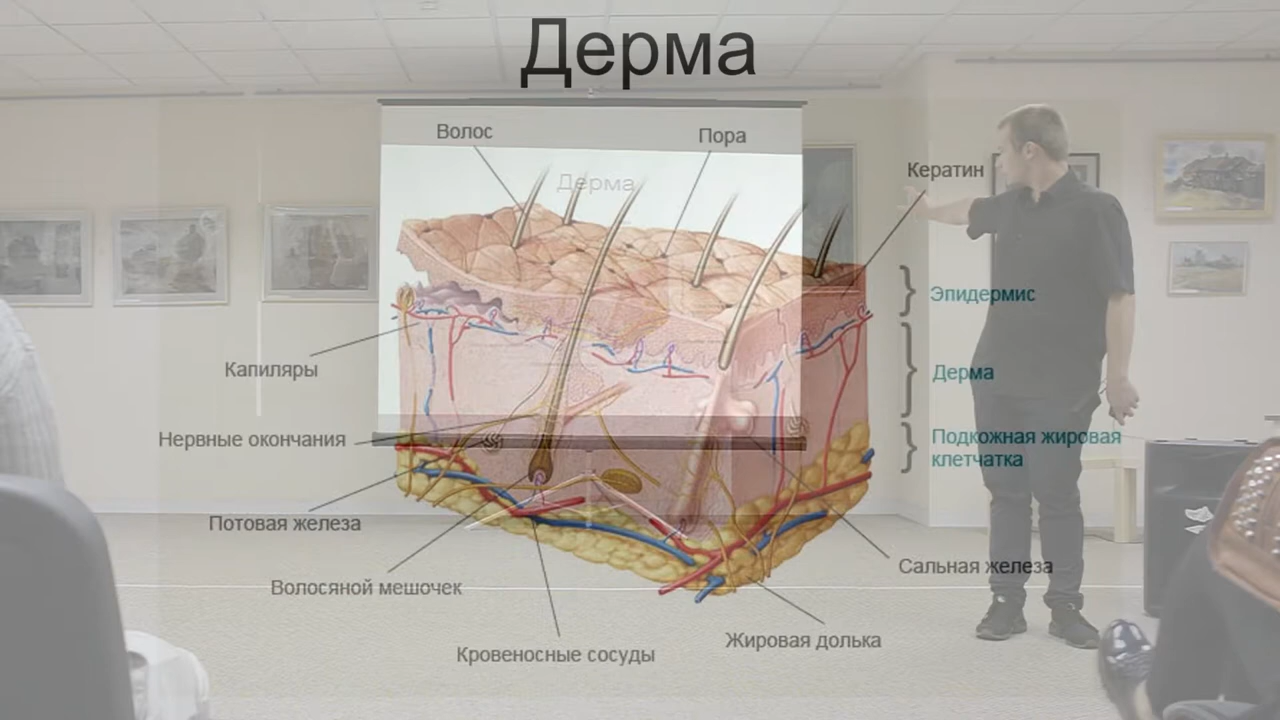 Дерма
Волос
Пора
Дерма
Кератин
Эпидермис
Капиляры
Дерма
Нервные окончания
Подкожная жировая
клетчатка
Потовая железа
Сальная железа
Волосяной мешочек
Жировая долька
Кровеносные сосуды